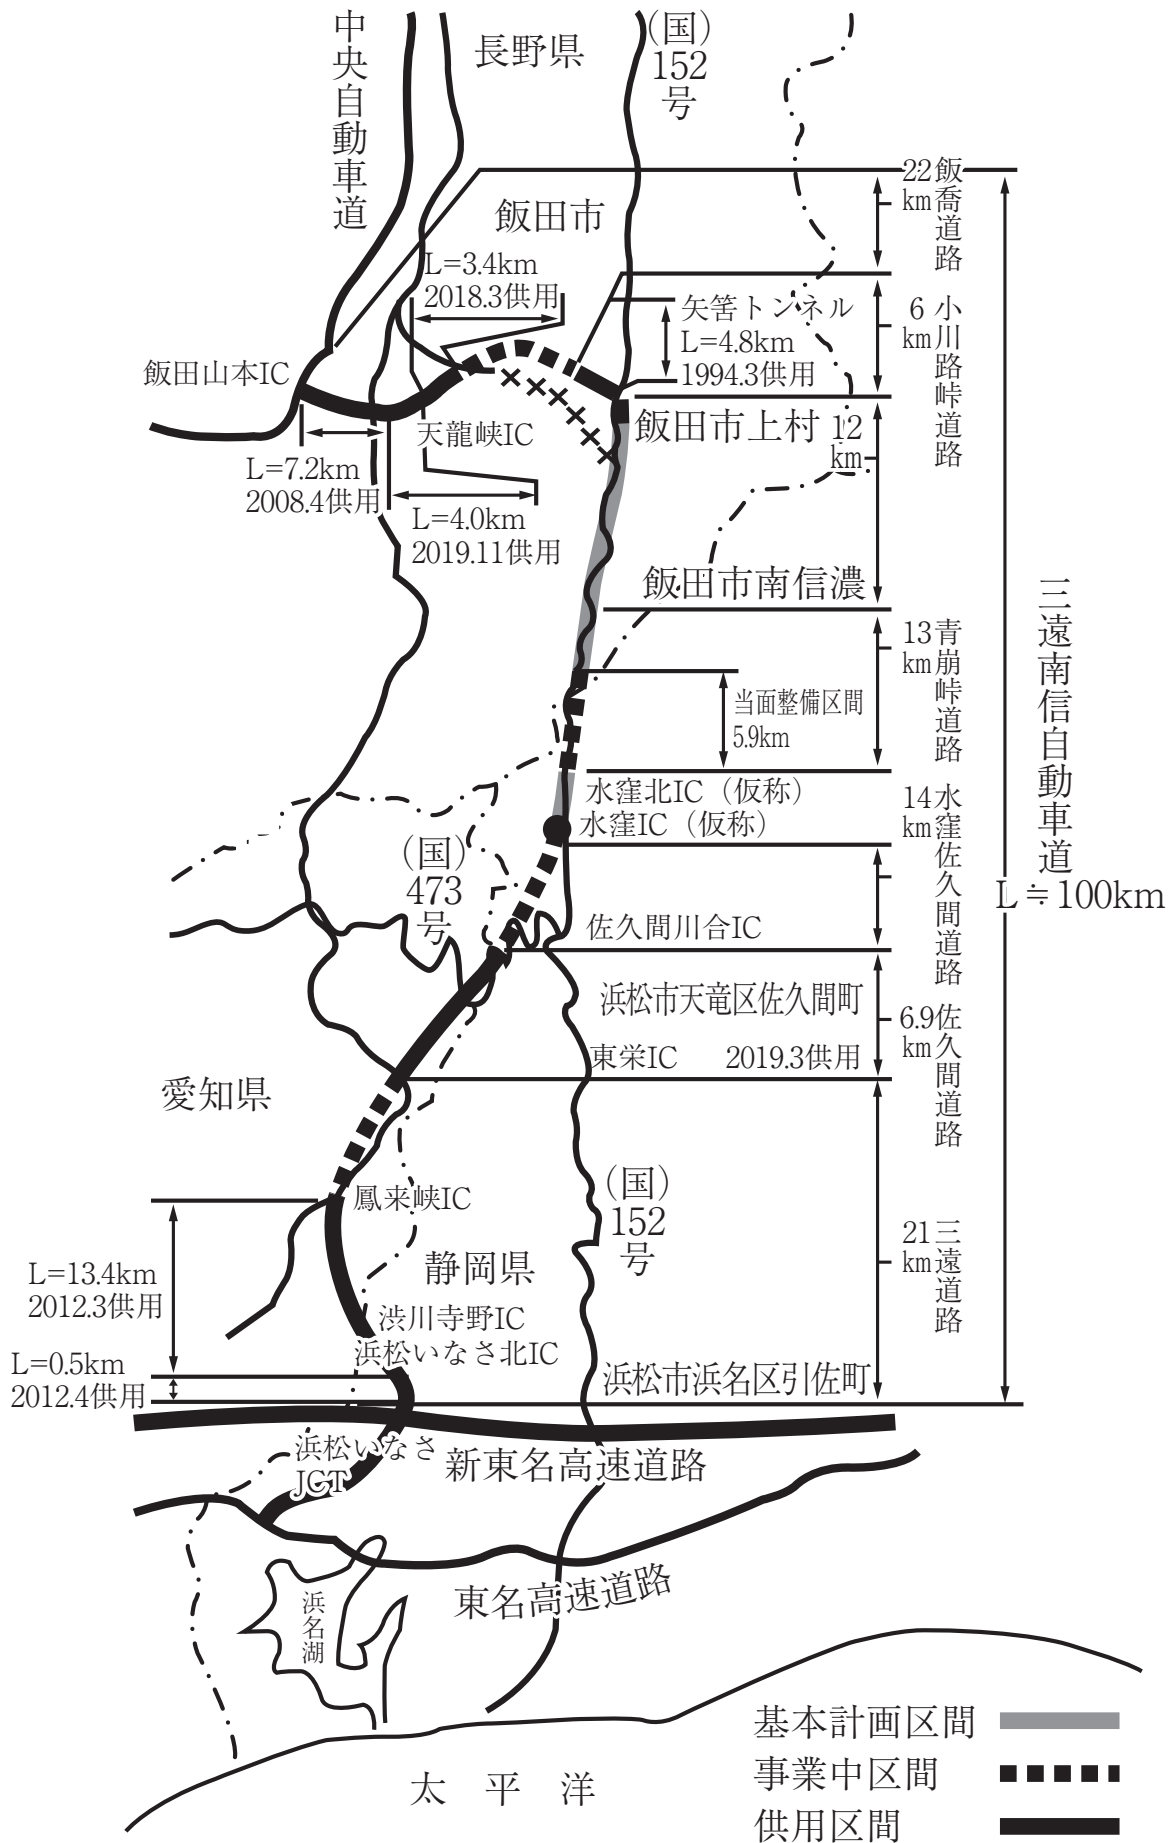 中央自動車道
長野県
(国)
152
号
飯田市
22
km
飯喬道路
L=3.4km
2018.3供用
矢筈トンネル
L=4.8km
1994.3供用
6
km
小川路峠道路
飯田山本IC
天龍峡IC
飯田市上村
12
km
L=7.2km
2008.4供用
L=4.0km
2019.11供用
飯田市南信濃
13
km
青崩峠道路
当面整備区間
5.9km
三遠南信自動車道
L≒100km
水窪北IC（仮称）
水窪IC（仮称）
14
km
水窪佐久間道路
(国)
473
号
佐久間川合IC
浜松市天竜区佐久間町
6.9
km
佐久間道路
東栄IC
2019.3供用
愛知県
鳳来峡IC
(国)
152
号
21
km
三遠道路
L=13.4km
2012.3供用
静岡県
渋川寺野IC
浜松いなさ北IC
L=0.5km
2012.4供用
浜松市浜名区引佐町
浜松いなさ
JCT
新東名高速道路
東名高速道路
浜名湖
太平洋
基本計画区間
事業中区間
供用区間